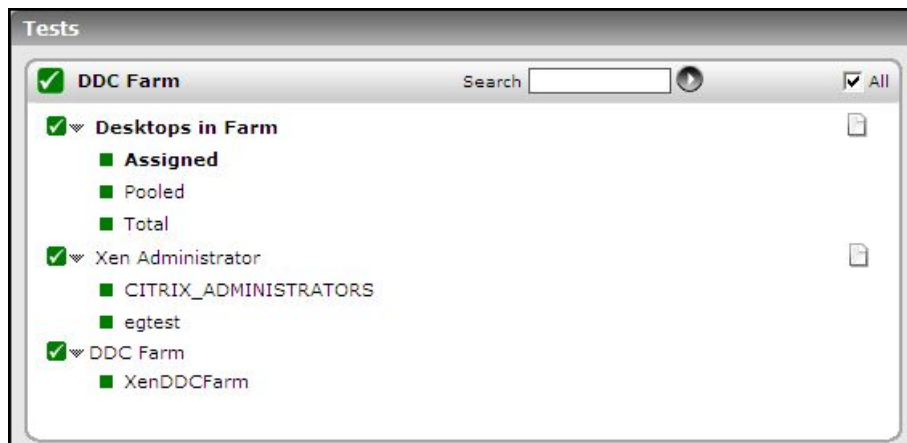 Tests
DDC Farm Search All
Desktops in Farm
Assigned
Pooled
Total
Xen Administrator
CITRIX_ADMINISTRATORS
egtest
DDC Farm
XenDDCFarm